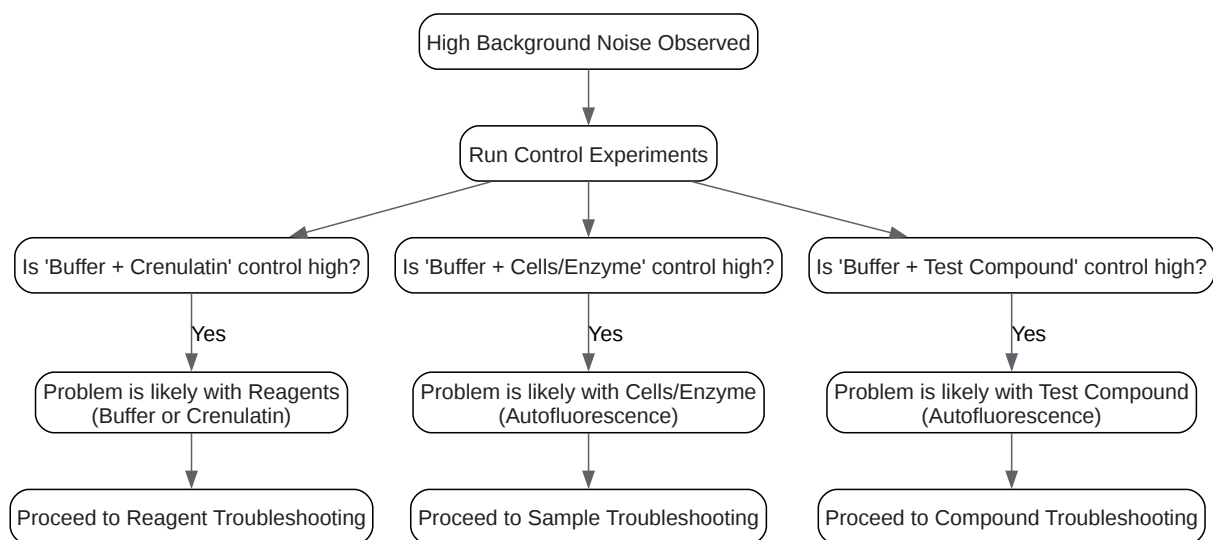 High Background Noise Observed
Run Control Experiments
Is 'Buffer + Crenulatin' control high?
Is 'Buffer + Cells/Enzyme' control high?
Is 'Buffer + Test Compound' control high?
Yes
Yes
Yes
Problem is likely with Reagents
(Buffer or Crenulatin)
Problem is likely with Cells/Enzyme
(Autofluorescence)
Problem is likely with Test Compound
(Autofluorescence)
Proceed to Reagent Troubleshooting
Proceed to Sample Troubleshooting
Proceed to Compound Troubleshooting